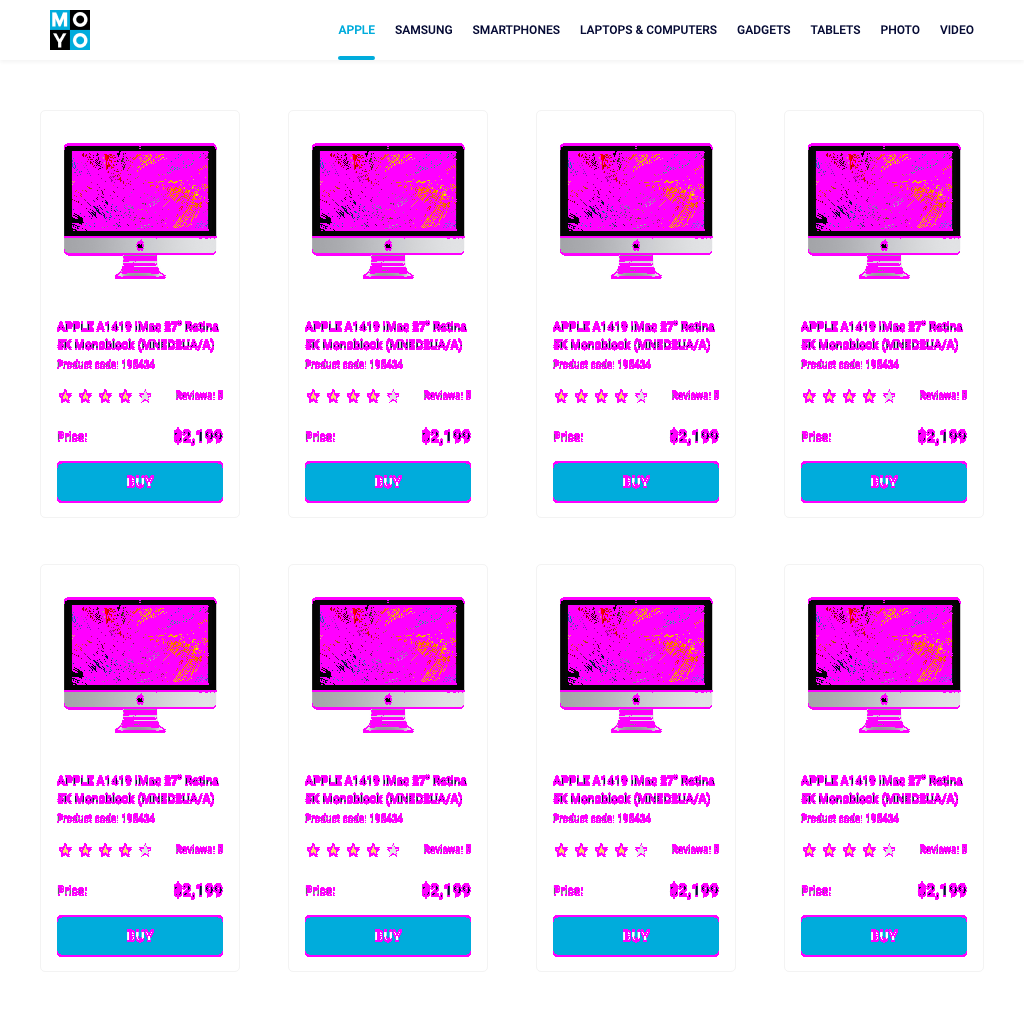 MO
YO
APPLE SAMSUNG SMARTPHONES LAPTOPS & COMPUTERS GADGETS TABLETS PHOTO VIDEO
APPLE A1419 iMac 27" Retina
5K Monoblock (MNED2UA/A)
Product code: 195434
Reviews: 5
Price: $2,199
BUY
APPLE A1419 iMac 27" Retina
5K Monoblock (MNED2UA/A)
Product code: 195434
Reviews: 5
Price: $2,199
BUY
APPLE A1419 iMac 27" Retina
5K Monoblock (MNED2UA/A)
Product code: 195434
Reviews: 5
Price: $2,199
BUY
APPLE A1419 iMac 27" Retina
5K Monoblock (MNED2UA/A)
Product code: 195434
Reviews: 5
Price: $2,199
BUY
APPLE A1419 iMac 27" Retina
5K Monoblock (MNED2UA/A)
Product code: 195434
Reviews: 5
Price: $2,199
BUY
APPLE A1419 iMac 27" Retina
5K Monoblock (MNED2UA/A)
Product code: 195434
Reviews: 5
Price: $2,199
BUY
APPLE A1419 iMac 27" Retina
5K Monoblock (MNED2UA/A)
Product code: 195434
Reviews: 5
Price: $2,199
BUY
APPLE A1419 iMac 27" Retina
5K Monoblock (MNED2UA/A)
Product code: 195434
Reviews: 5
Price: $2,199
BUY